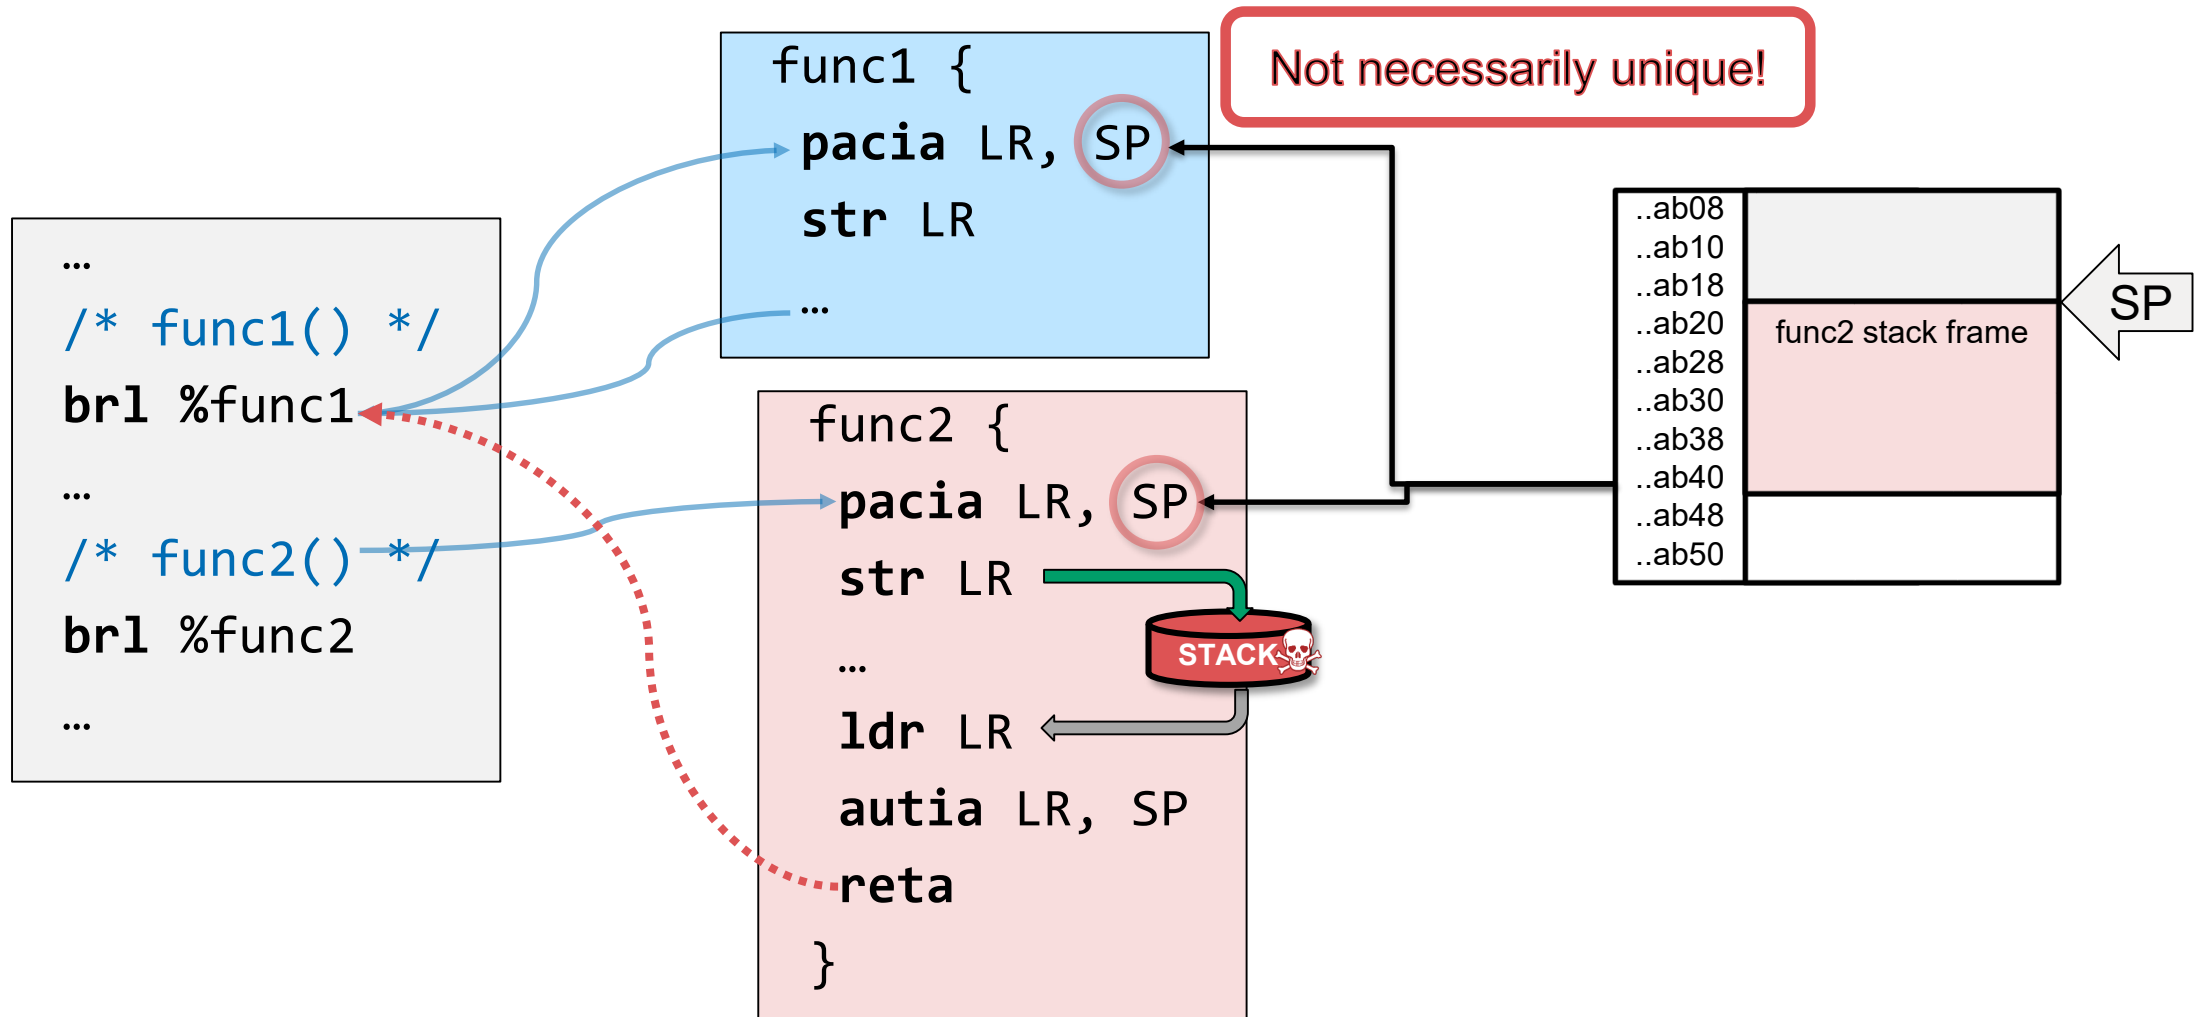 …
/* func1() */
brl %func1
…
/* func2() */
brl %func2
…
func1 {
pacia LR, SP
str LR
…
Not necessarily unique!
func2 {
pacia LR, SP
str LR
…
ldr LR
autia LR, SP
reta
}
STACK
..ab08
..ab10
..ab18
..ab20
..ab28
..ab30
..ab38
..ab40
..ab48
..ab50
func2 stack frame
SP